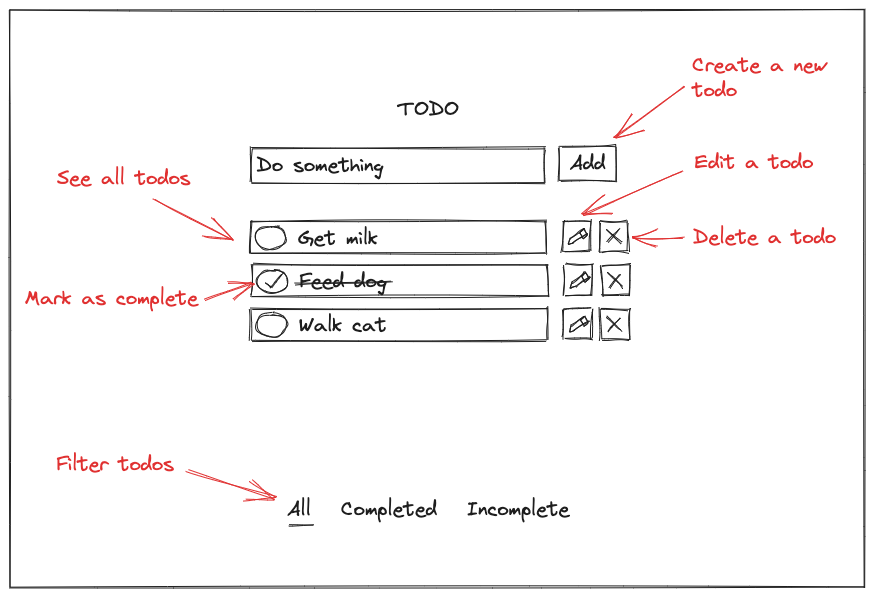 Create a new
todo
TODO
Do something
Add
Edit a todo
See all todos
Get milk
Delete a todo
Feed dog
Mark as complete
Walk cat
Filter todos
All Completed Incomplete